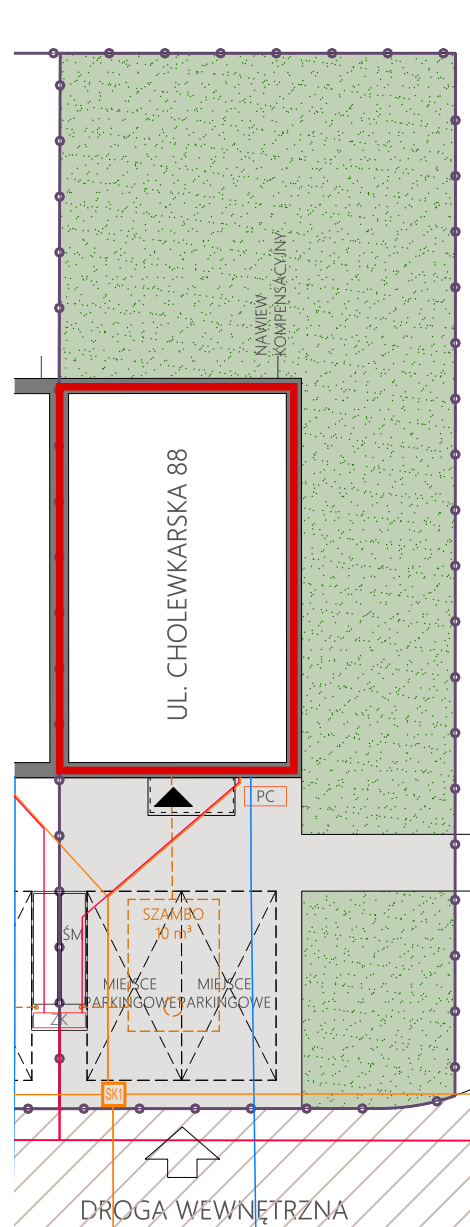 NAWIEW
KOMPENSACYJNY
UL. CHOLEWKARSKA 88
PC
SZAMBO
10 m³
ŚM
MIEJSCE
PARKINGOWE
MIEJSCE
PARKINGOWE
ZK
SK1
DROGA WEWNĘTRZNA